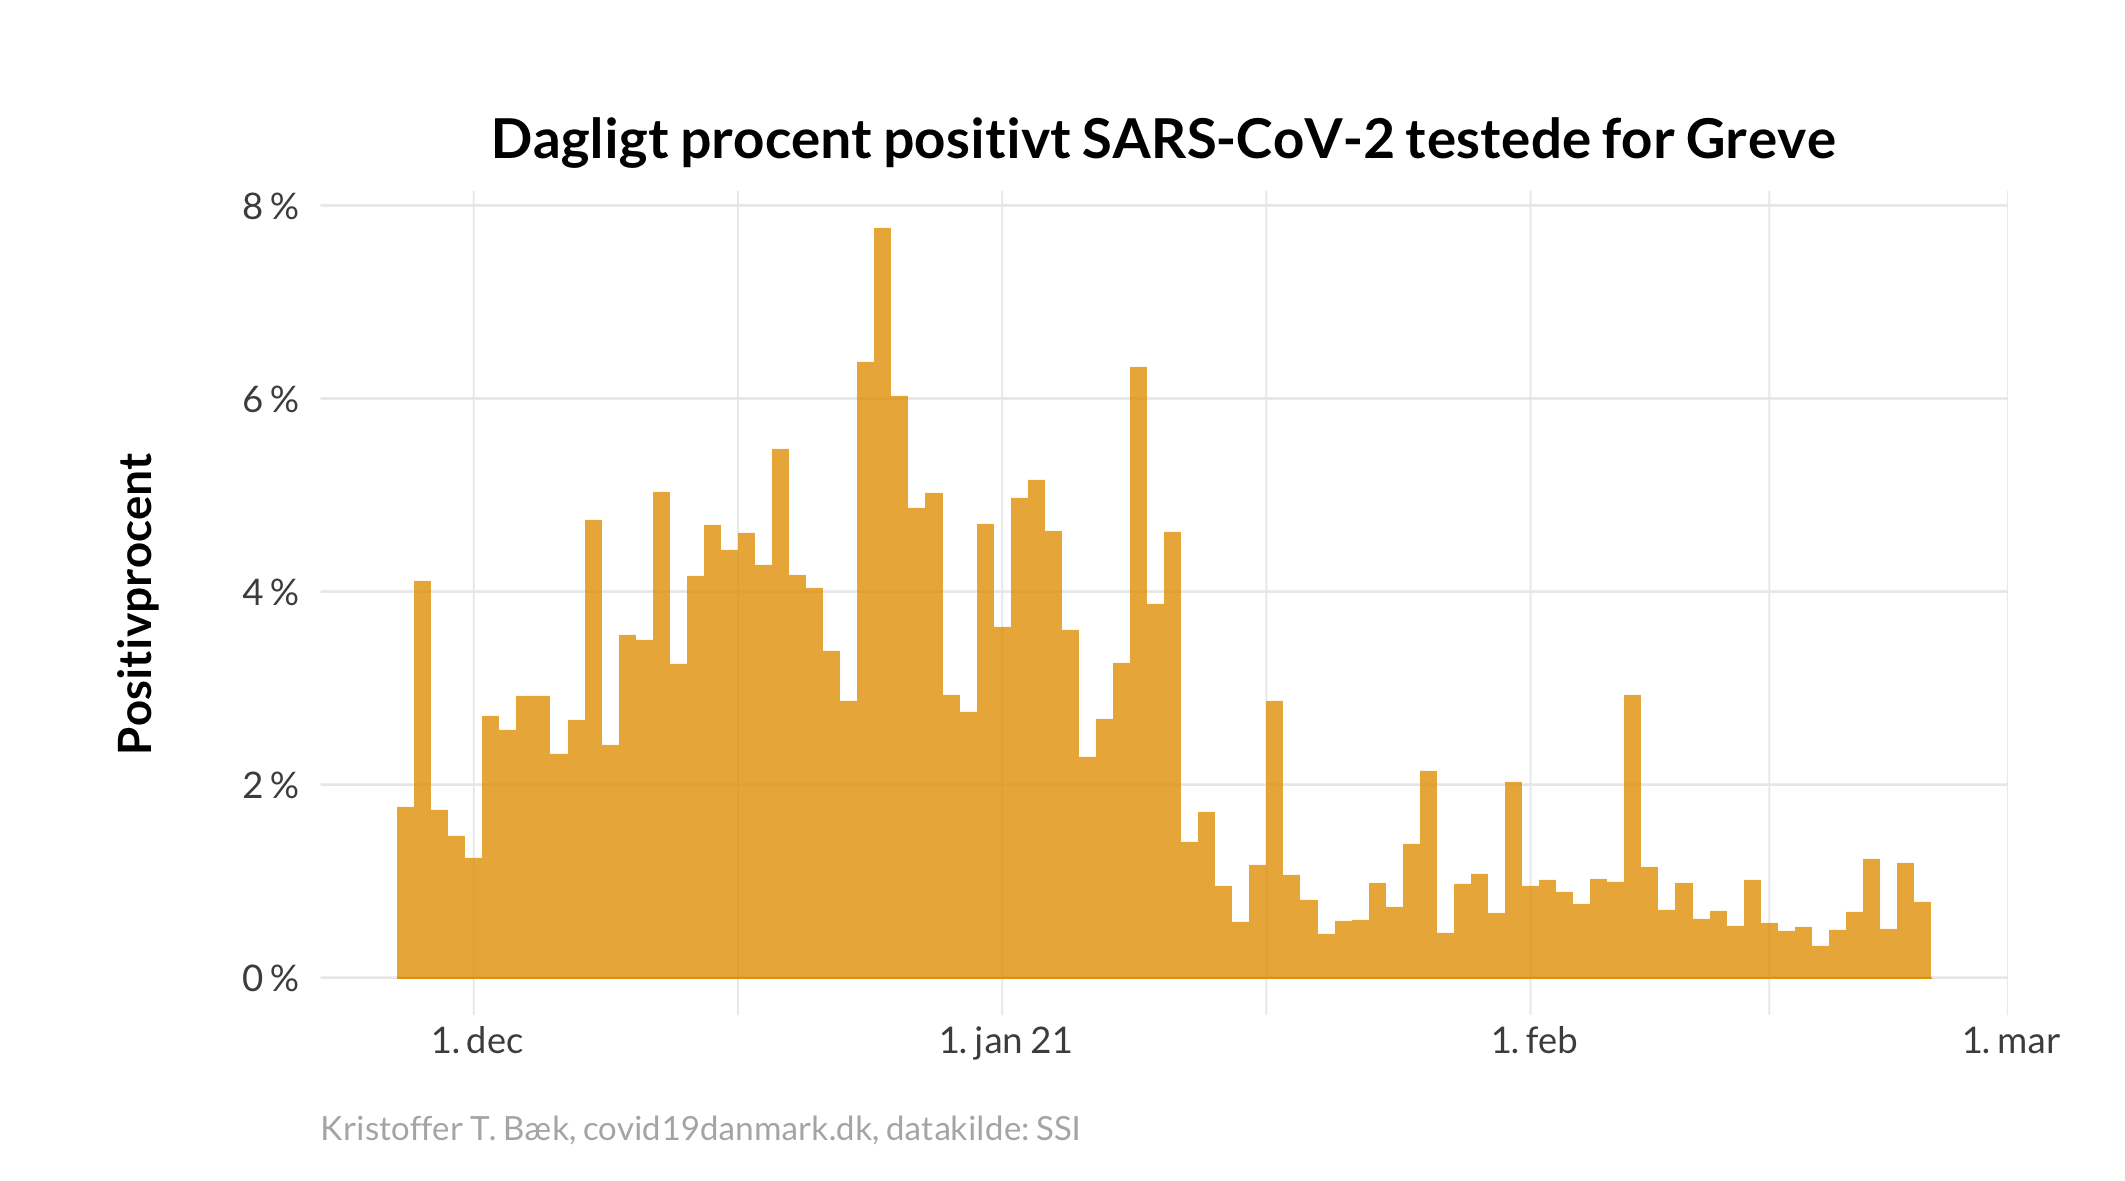 Dagligt procent positivt SARS-CoV-2 testede for Greve
Positivprocent
8 %
6 %
4 %
2 %
0 %
1. dec
1. jan 21
1. feb
1. mar
Kristoffer T. Bæk, covid19danmark.dk, datakilde: SSI